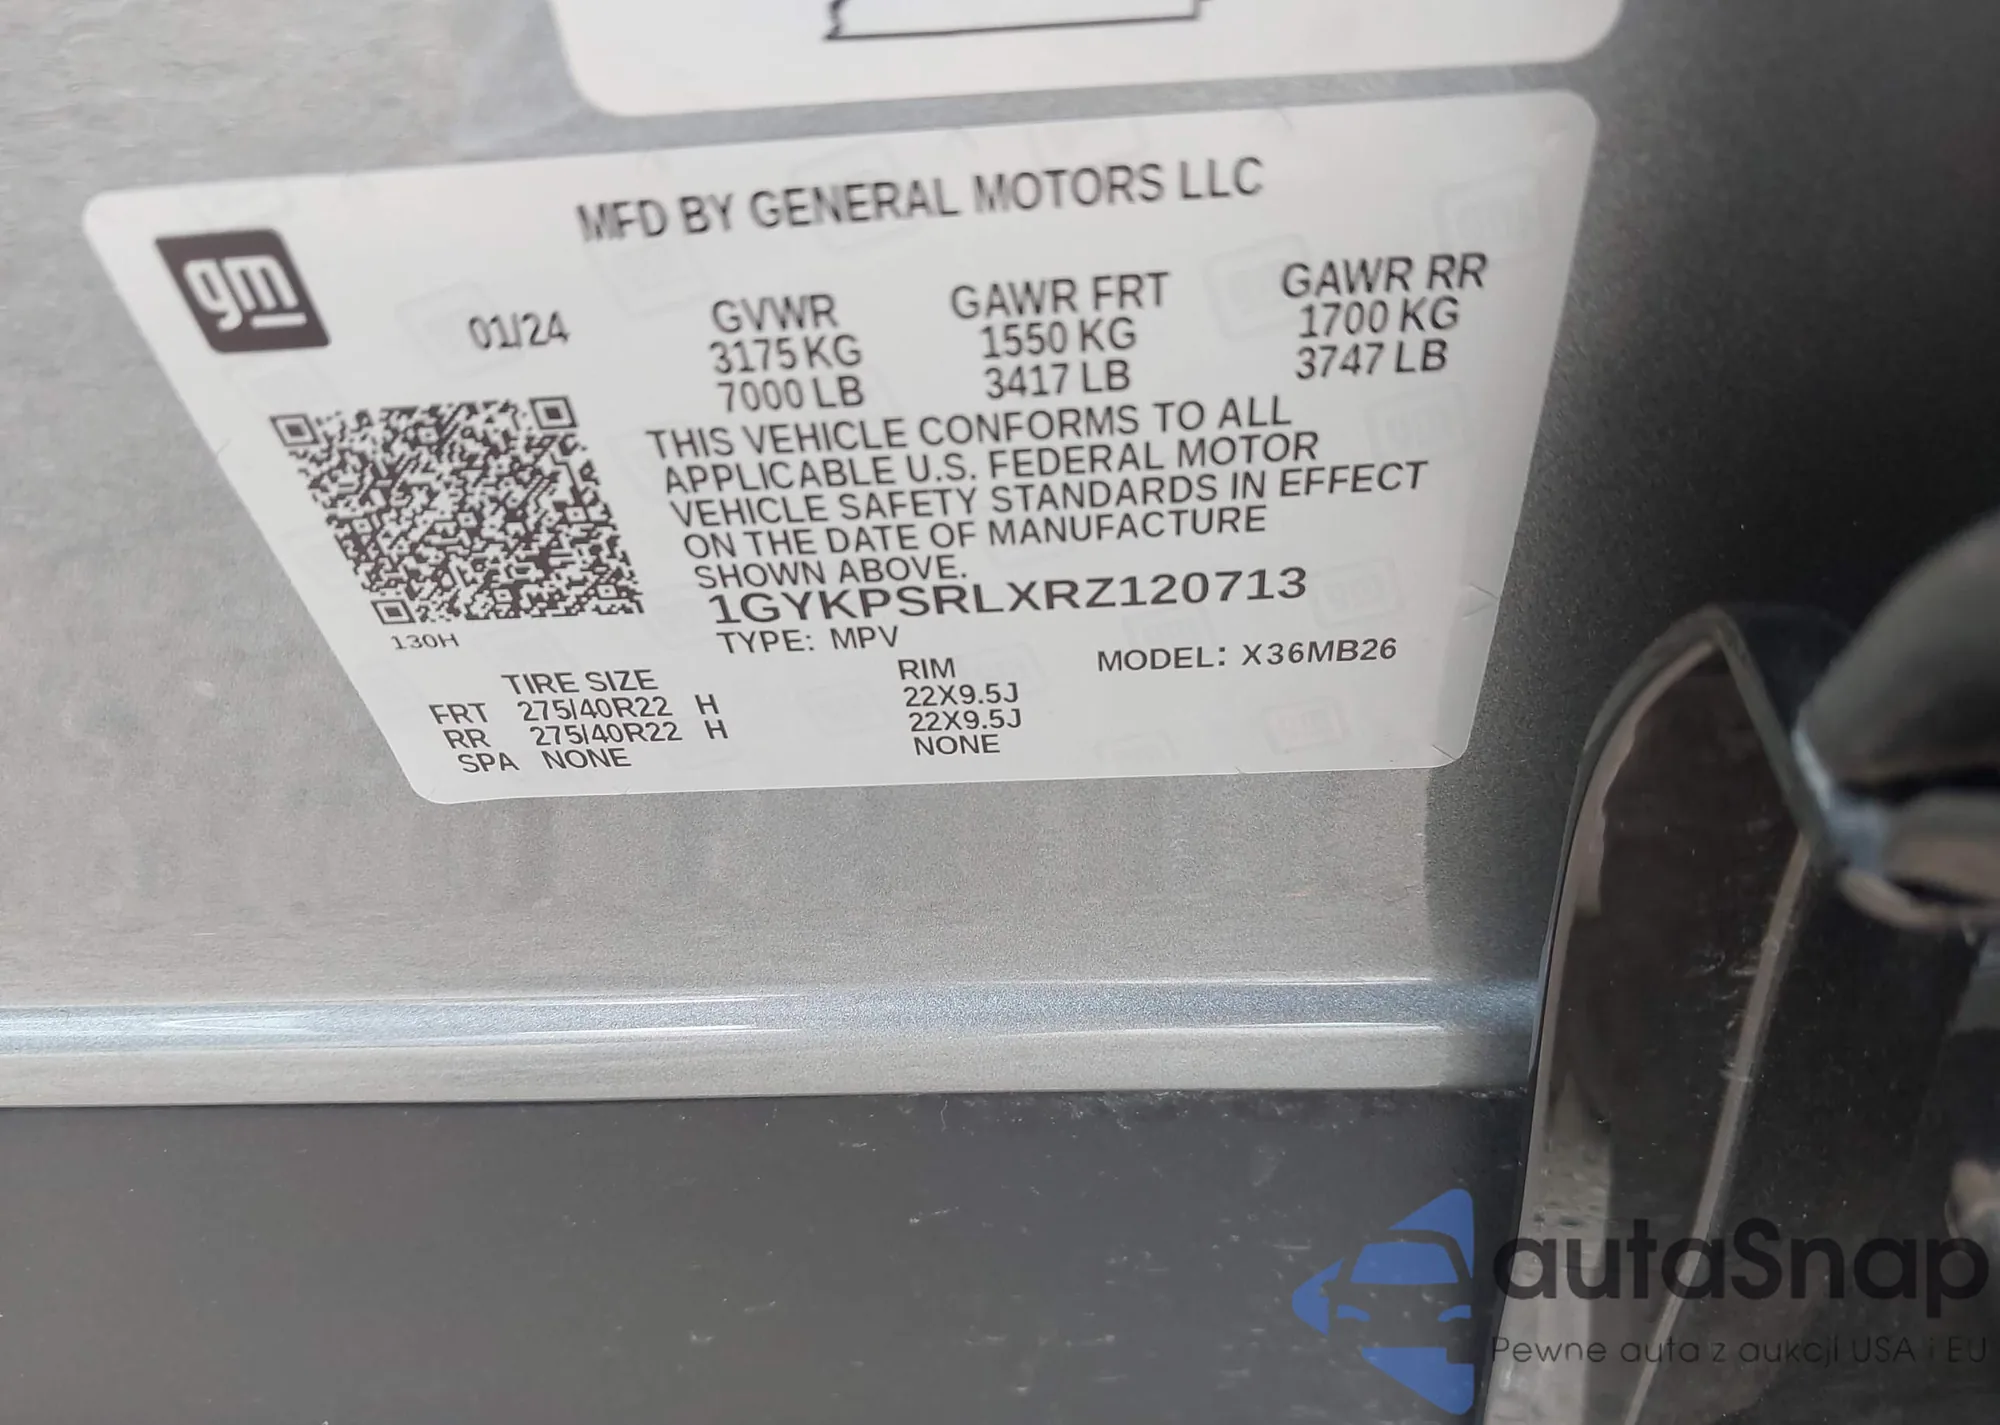 MFD BY GENERAL MOTORS LLC
gm
01/24
GVWR
3175 KG
7000 LB
GAWR FRT
1550 KG
3417 LB
GAWR RR
1700 KG
3747 LB
THIS VEHICLE CONFORMS TO ALL
APPLICABLE U.S. FEDERAL MOTOR
VEHICLE SAFETY STANDARDS IN EFFECT
ON THE DATE OF MANUFACTURE
SHOWN ABOVE.
1GYKPSRLXRZ120713
130H
TYPE: MPV
MODEL: X36MB26
TIRE SIZE RIM
FRT 275/40R22 H 22X9.5J
RR 275/40R22 H 22X9.5J
SPA NONE NONE
autaSnap
Pewne auta z aukcji USA i EU